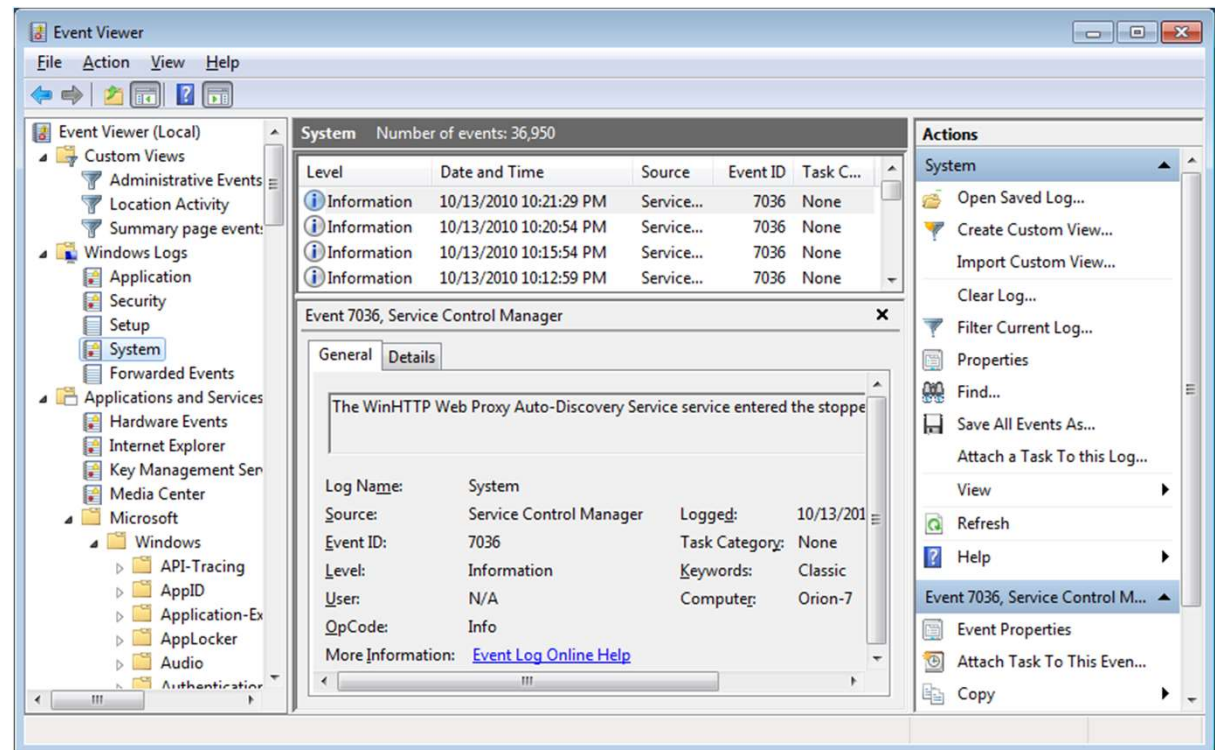 Event Viewer
File Action View Help
Event Viewer (Local)
Custom Views
Administrative Events
Location Activity
Summary page event
Windows Logs
Application
Security
Setup
System
Forwarded Events
Applications and Services
Hardware Events
Internet Explorer
Key Management Ser
Media Center
Microsoft
Windows
API-Tracing
AppID
Application-Ex
AppLocker
Audio
Authentication
System Number of events: 36,950
Level Date and Time Source Event ID Task C...
Information 10/13/2010 10:21:29 PM Service... 7036 None
Information 10/13/2010 10:20:54 PM Service... 7036 None
Information 10/13/2010 10:15:54 PM Service... 7036 None
Information 10/13/2010 10:12:59 PM Service... 7036 None
Event 7036, Service Control Manager
General Details
The WinHTTP Web Proxy Auto-Discovery Service service entered the stoppe
Log Name: System
Source: Service Control Manager Logged: 10/13/201
Event ID: 7036 Task Category: None
Level: Information Keywords: Classic
User: N/A Computer: Orion-7
OpCode: Info
More Information: Event Log Online Help
Actions
System
Open Saved Log...
Create Custom View...
Import Custom View...
Clear Log...
Filter Current Log...
Properties
Find...
Save All Events As...
Attach a Task To this Log...
View
Refresh
Help
Event 7036, Service Control M...
Event Properties
Attach Task To This Even...
Copy